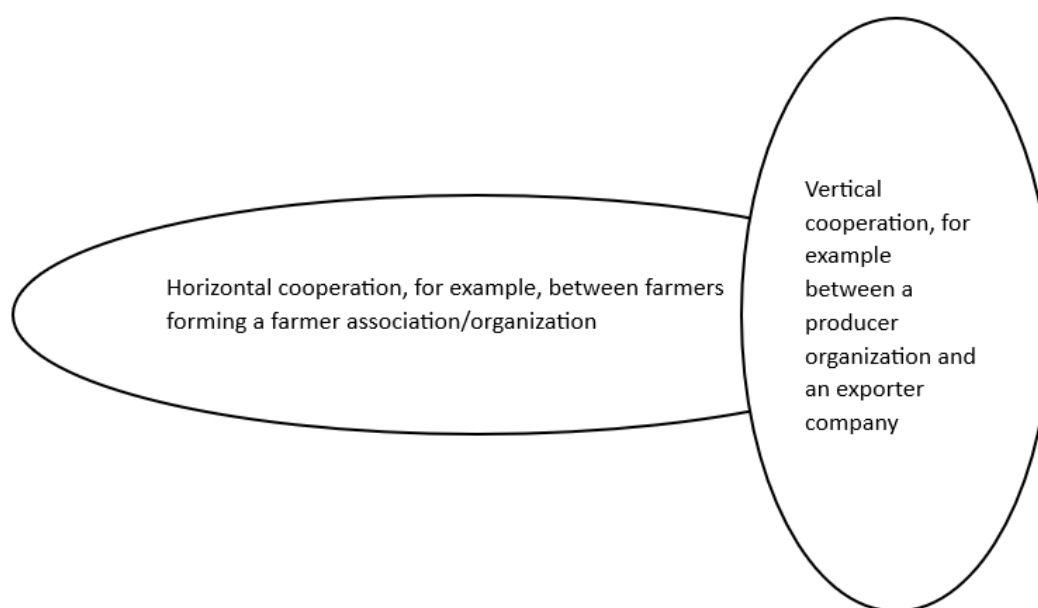 Horizontal cooperation, for example, between farmers
forming a farmer association/organization
Vertical
cooperation, for
example
between a
producer
organization and
an exporter
company